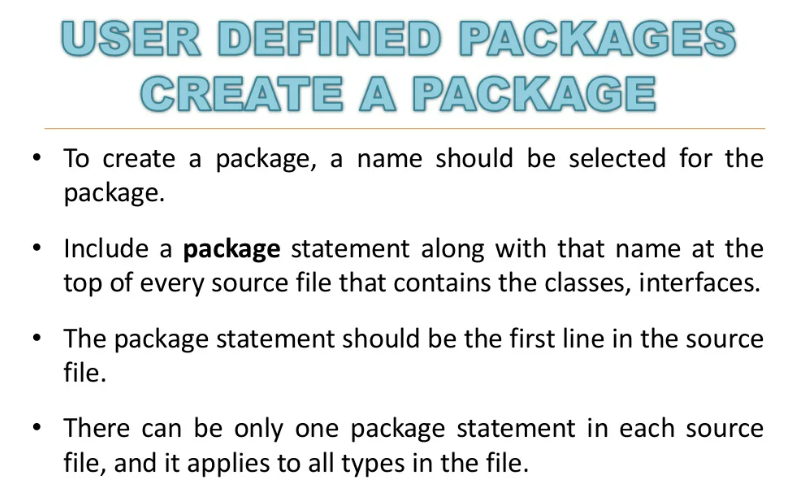 USER DEFINED PACKAGES
CREATE A PACKAGE
• To create a package, a name should be selected for the
package.
• Include a package statement along with that name at the
top of every source file that contains the classes, interfaces.
• The package statement should be the first line in the source
file.
• There can be only one package statement in each source
file, and it applies to all types in the file.